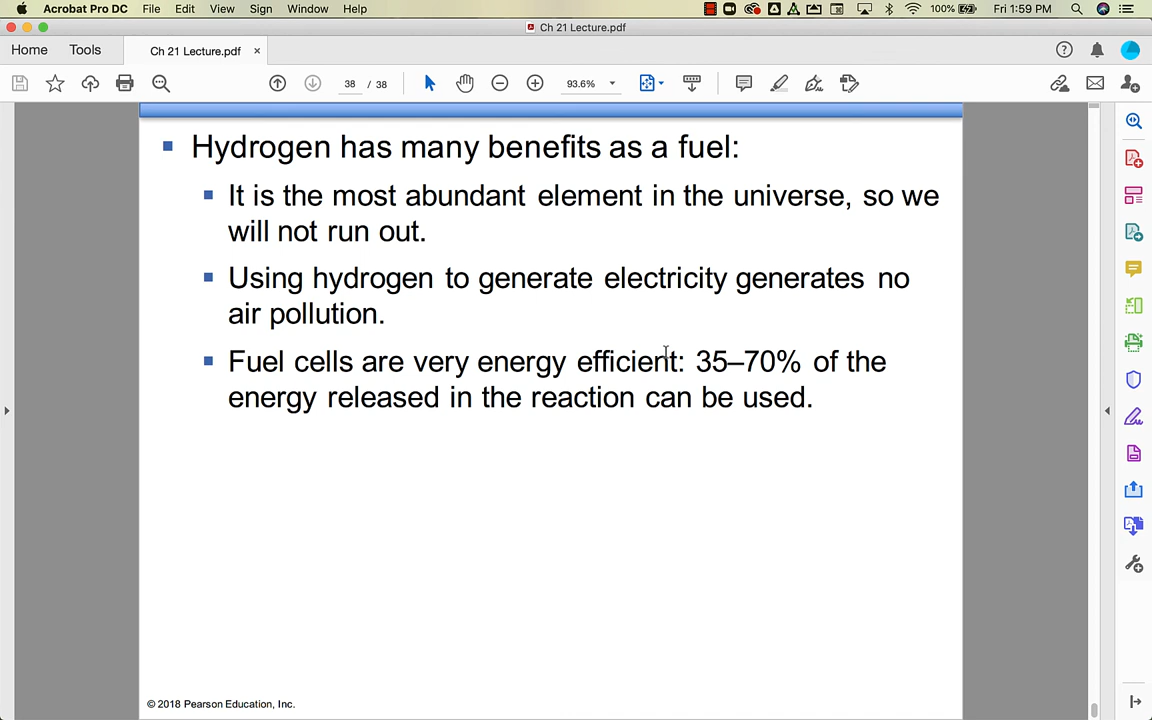 Acrobat Pro DC File Edit View Sign Window Help 100% Fri 1:59 PM
Ch 21 Lecture.pdf
Home Tools Ch 21 Lecture.pdf ×
38 / 38 93.6%
Hydrogen has many benefits as a fuel:
It is the most abundant element in the universe, so we
will not run out.
Using hydrogen to generate electricity generates no
air pollution.
Fuel cells are very energy efficient: 35–70% of the
energy released in the reaction can be used.
© 2018 Pearson Education, Inc.